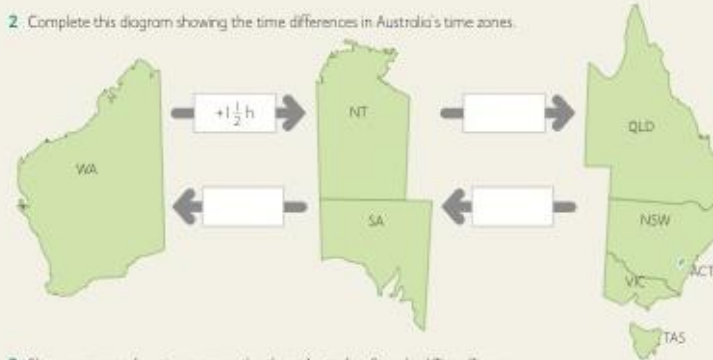 2 Complete this diagram showing the time differences in Australia's time zones.
+1 1/2 h
WA
NT
SA
QLD
NSW
ACT
VIC
TAS